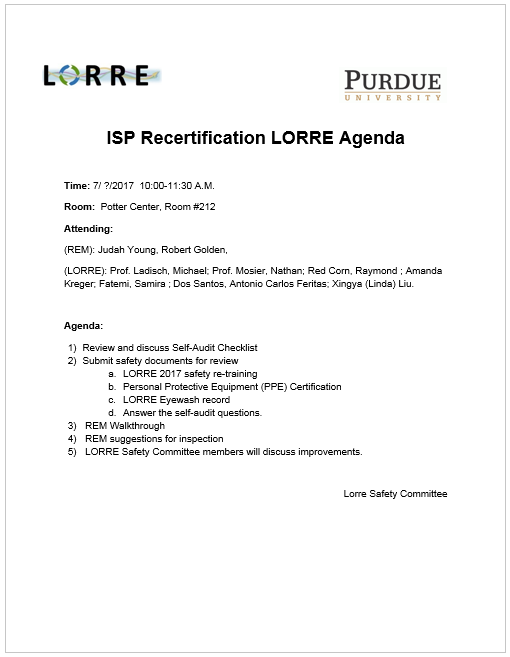 LORRE
PURDUE
UNIVERSITY
ISP Recertification LORRE Agenda
Time: 7/ ?/2017  10:00-11:30 A.M.
Room:  Potter Center, Room #212
Attending:
(REM): Judah Young, Robert Golden,
(LORRE): Prof. Ladisch, Michael; Prof. Mosier, Nathan; Red Corn, Raymond ; Amanda
Kreger; Fatemi, Samira ; Dos Santos, Antonio Carlos Feritas; Xingya (Linda) Liu.
Agenda:
1)  Review and discuss Self-Audit Checklist
2)  Submit safety documents for review
a.  LORRE 2017 safety re-training
b.  Personal Protective Equipment (PPE) Certification
c.  LORRE Eyewash record
d.  Answer the self-audit questions.
3)  REM Walkthrough
4)  REM suggestions for inspection
5)  LORRE Safety Committee members will discuss improvements.
Lorre Safety Committee